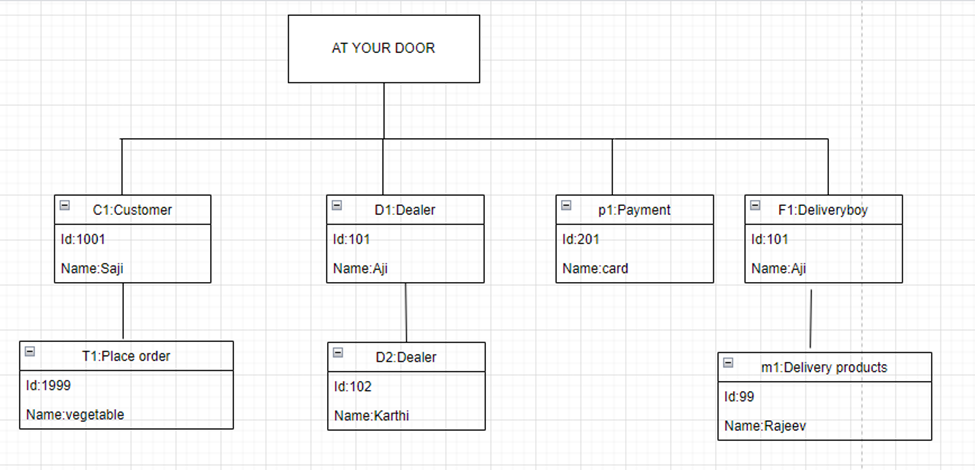 AT YOUR DOOR
C1:Customer
Id:1001
Name:Saji
D1:Dealer
Id:101
Name:Aji
p1:Payment
Id:201
Name:card
F1:Deliveryboy
Id:101
Name:Aji
T1:Place order
Id:1999
Name:vegetable
D2:Dealer
Id:102
Name:Karthi
m1:Delivery products
Id:99
Name:Rajeev